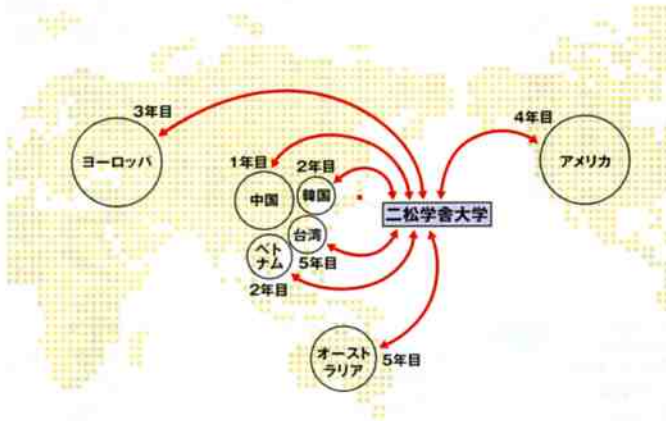 3年目
ヨーロッパ
4年目
アメリカ
1年目
中国
2年目
韓国
二松学舎大学
台湾
5年目
ベト
ナム
2年目
オースト
ラリア
5年目